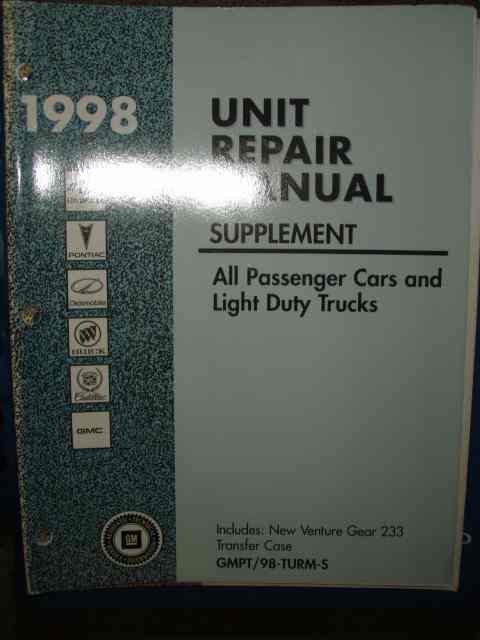 1998
UNIT
REPAIR
MANUAL
SUPPLEMENT
All Passenger Cars and
Light Duty Trucks
PONTIAC
Oldsmobile
BUICK
Cadillac
GMC
GM
Includes: New Venture Gear 233
Transfer Case
GMPT/98-TURM-S